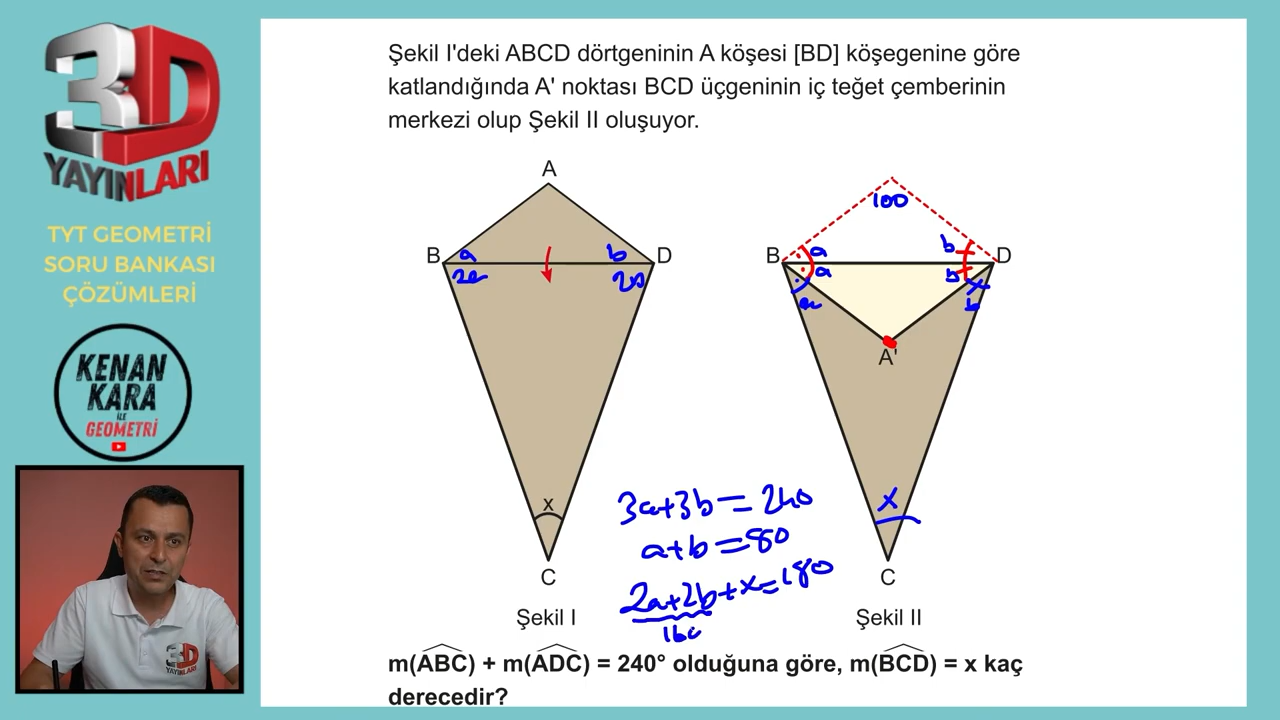 3D
YAYINLARI
TYT GEOMETRİ
SORU BANKASI
ÇÖZÜMLERİ
KENAN
KARA
İLE
GEOMETRİ
3D
YAYINLARI
Şekil I'deki ABCD dörtgeninin A köşesi [BD] köşegenine göre
katlandığında A' noktası BCD üçgeninin iç teğet çemberinin
merkezi olup Şekil II oluşuyor.
A
B a b D
2a
x
C
Şekil I
100
B a b D
a b x
b
A'
x
C
Şekil II
3a+3b=240
a+b=80
2a+2b+x=180
m(ABC) + m(ADC) = 240° olduğuna göre, m(BCD) = x kaç
derecedir?